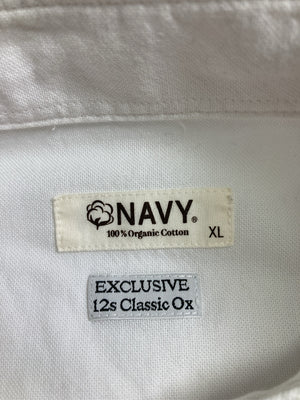 NAVY®
100% Organic Cotton
XL
EXCLUSIVE
12s Classic Ox